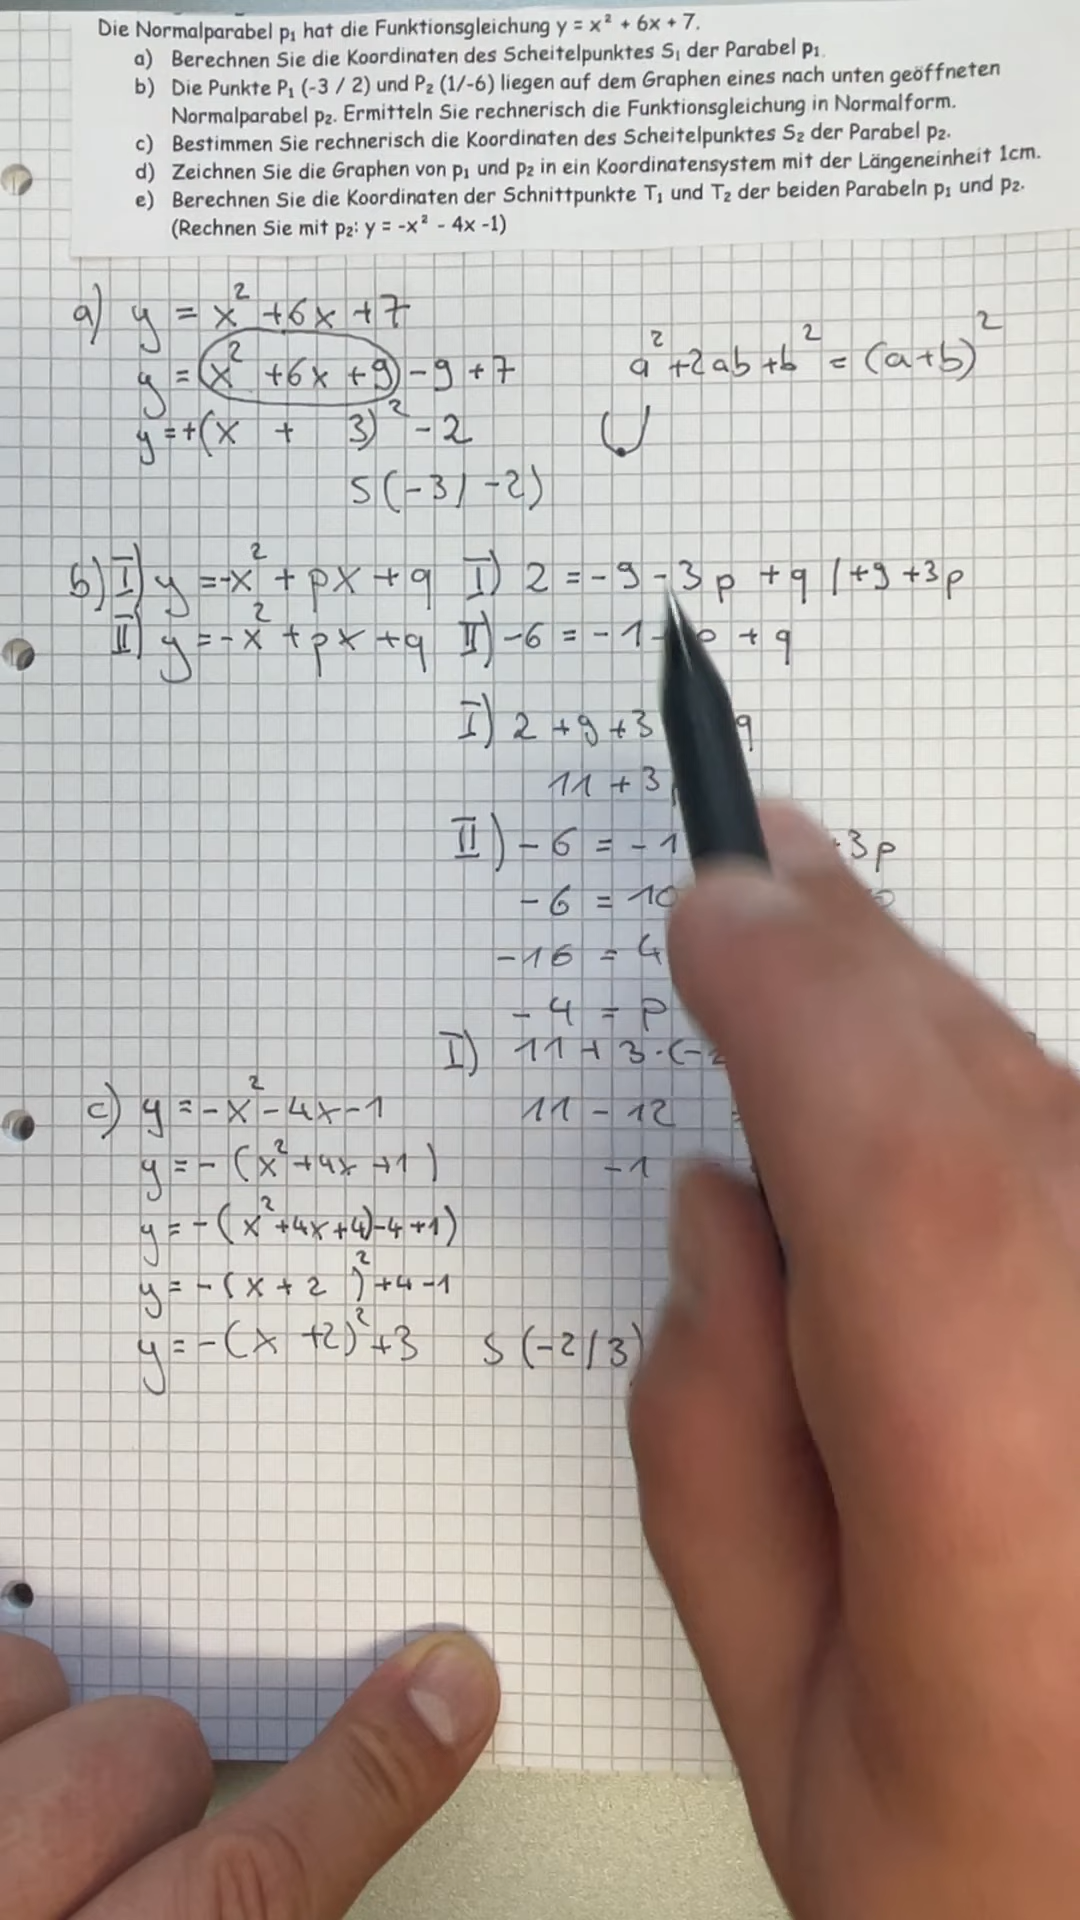 Die Normalparabel p₁ hat die Funktionsgleichung y = x² + 6x + 7.
a) Berechnen Sie die Koordinaten des Scheitelpunktes S₁ der Parabel p₁.
b) Die Punkte P₁ (-3 / 2) und P₂ (1/-6) liegen auf dem Graphen eines nach unten geöffneten
Normalparabel p₂. Ermitteln Sie rechnerisch die Funktionsgleichung in Normalform.
c) Bestimmen Sie rechnerisch die Koordinaten des Scheitelpunktes S₂ der Parabel p₂.
d) Zeichnen Sie die Graphen von p₁ und p₂ in ein Koordinatensystem mit der Längeneinheit 1cm.
e) Berechnen Sie die Koordinaten der Schnittpunkte T₁ und T₂ der beiden Parabeln p₁ und p₂.
(Rechnen Sie mit p₂: y = -x² - 4x -1)
a) y = x² +6x +7
y = (x² +6x +9) -9 +7
a² +2ab +b² = (a+b)²
y = +(x + 3)² - 2
S(-3/ -2)
b) I) y = -x² + px + q
I) 2 = -9 -3p +q / +9 +3p
II) y = -x² + px + q
II) -6 = -1 p + q
I) 2 +9 +3 q
11 + 3
II) -6 = -1 +3p
-6 = 10
-16 = 4
-4 = p
I) 11 + 3·(-
c) y = -x² -4x -1
11 - 12
y = - (x² +4x +1)
-1
y = -(x² +4x +4) -4 +1)
y = -(x + 2)² +4 -1
y = -(x +2)² +3
S (-2/3)